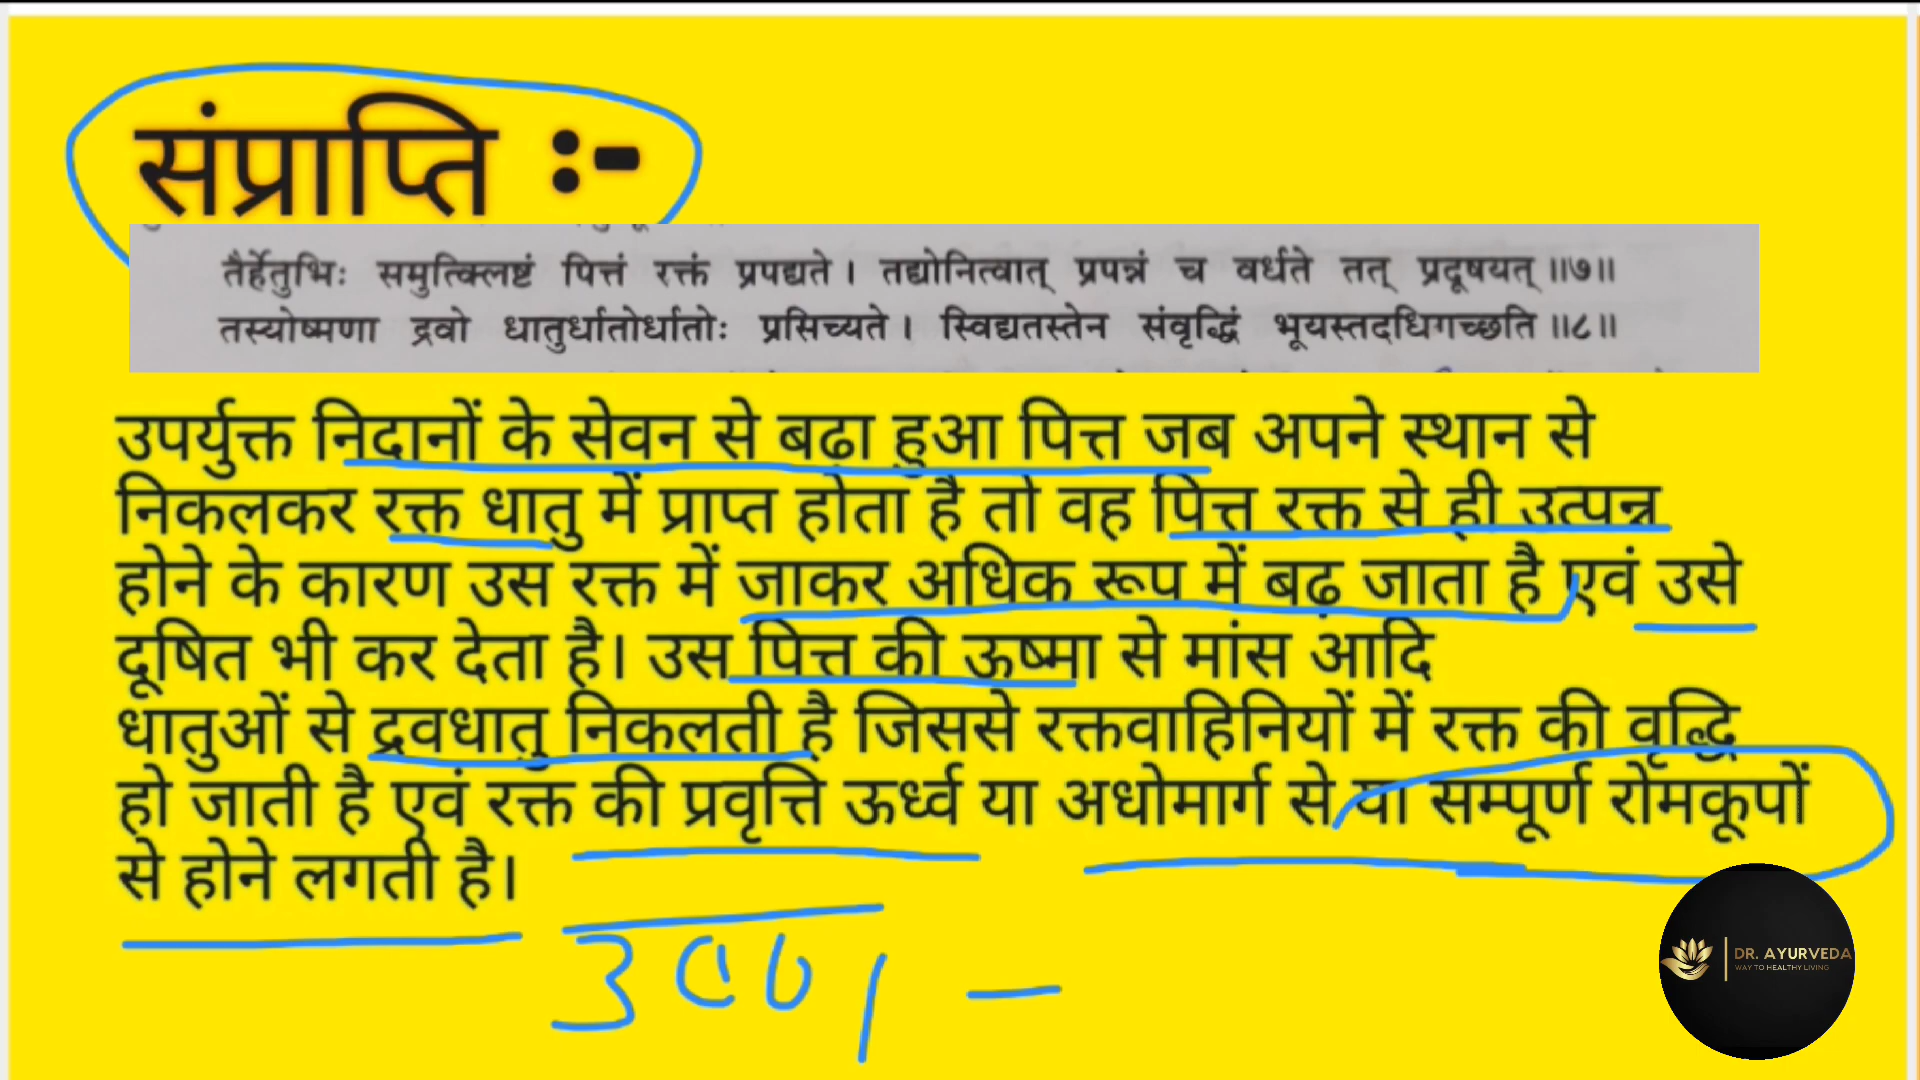 संप्राप्ति :-
तैर्हेतुभिः समुत्क्लिष्टं पित्तं रक्तं प्रपद्यते । तद्योनित्वात् प्रपन्नं च वर्धते तत् प्रदूषयत् ॥७॥
तस्योष्मणा द्रवो धातुर्धातोर्धातोः प्रसिच्यते । स्विद्यतस्तेन संवृद्धिं भूयस्तदधिगच्छति ॥८॥
उपर्युक्त निदानों के सेवन से बढ़ा हुआ पित्त जब अपने स्थान से
निकलकर रक्त धातु में प्राप्त होता है तो वह पित्त रक्त से ही उत्पन्न
होने के कारण उस रक्त में जाकर अधिक रूप में बढ़ जाता है एवं उसे
दूषित भी कर देता है। उस पित्त की ऊष्मा से मांस आदि
धातुओं से द्रवधातु निकलती है जिससे रक्तवाहिनियों में रक्त की वृद्धि
हो जाती है एवं रक्त की प्रवृत्ति ऊर्ध्व या अधोमार्ग से वा सम्पूर्ण रोमकूपों
से होने लगती है।
DR. AYURVEDA
WAY TO HEALTHY LIVING